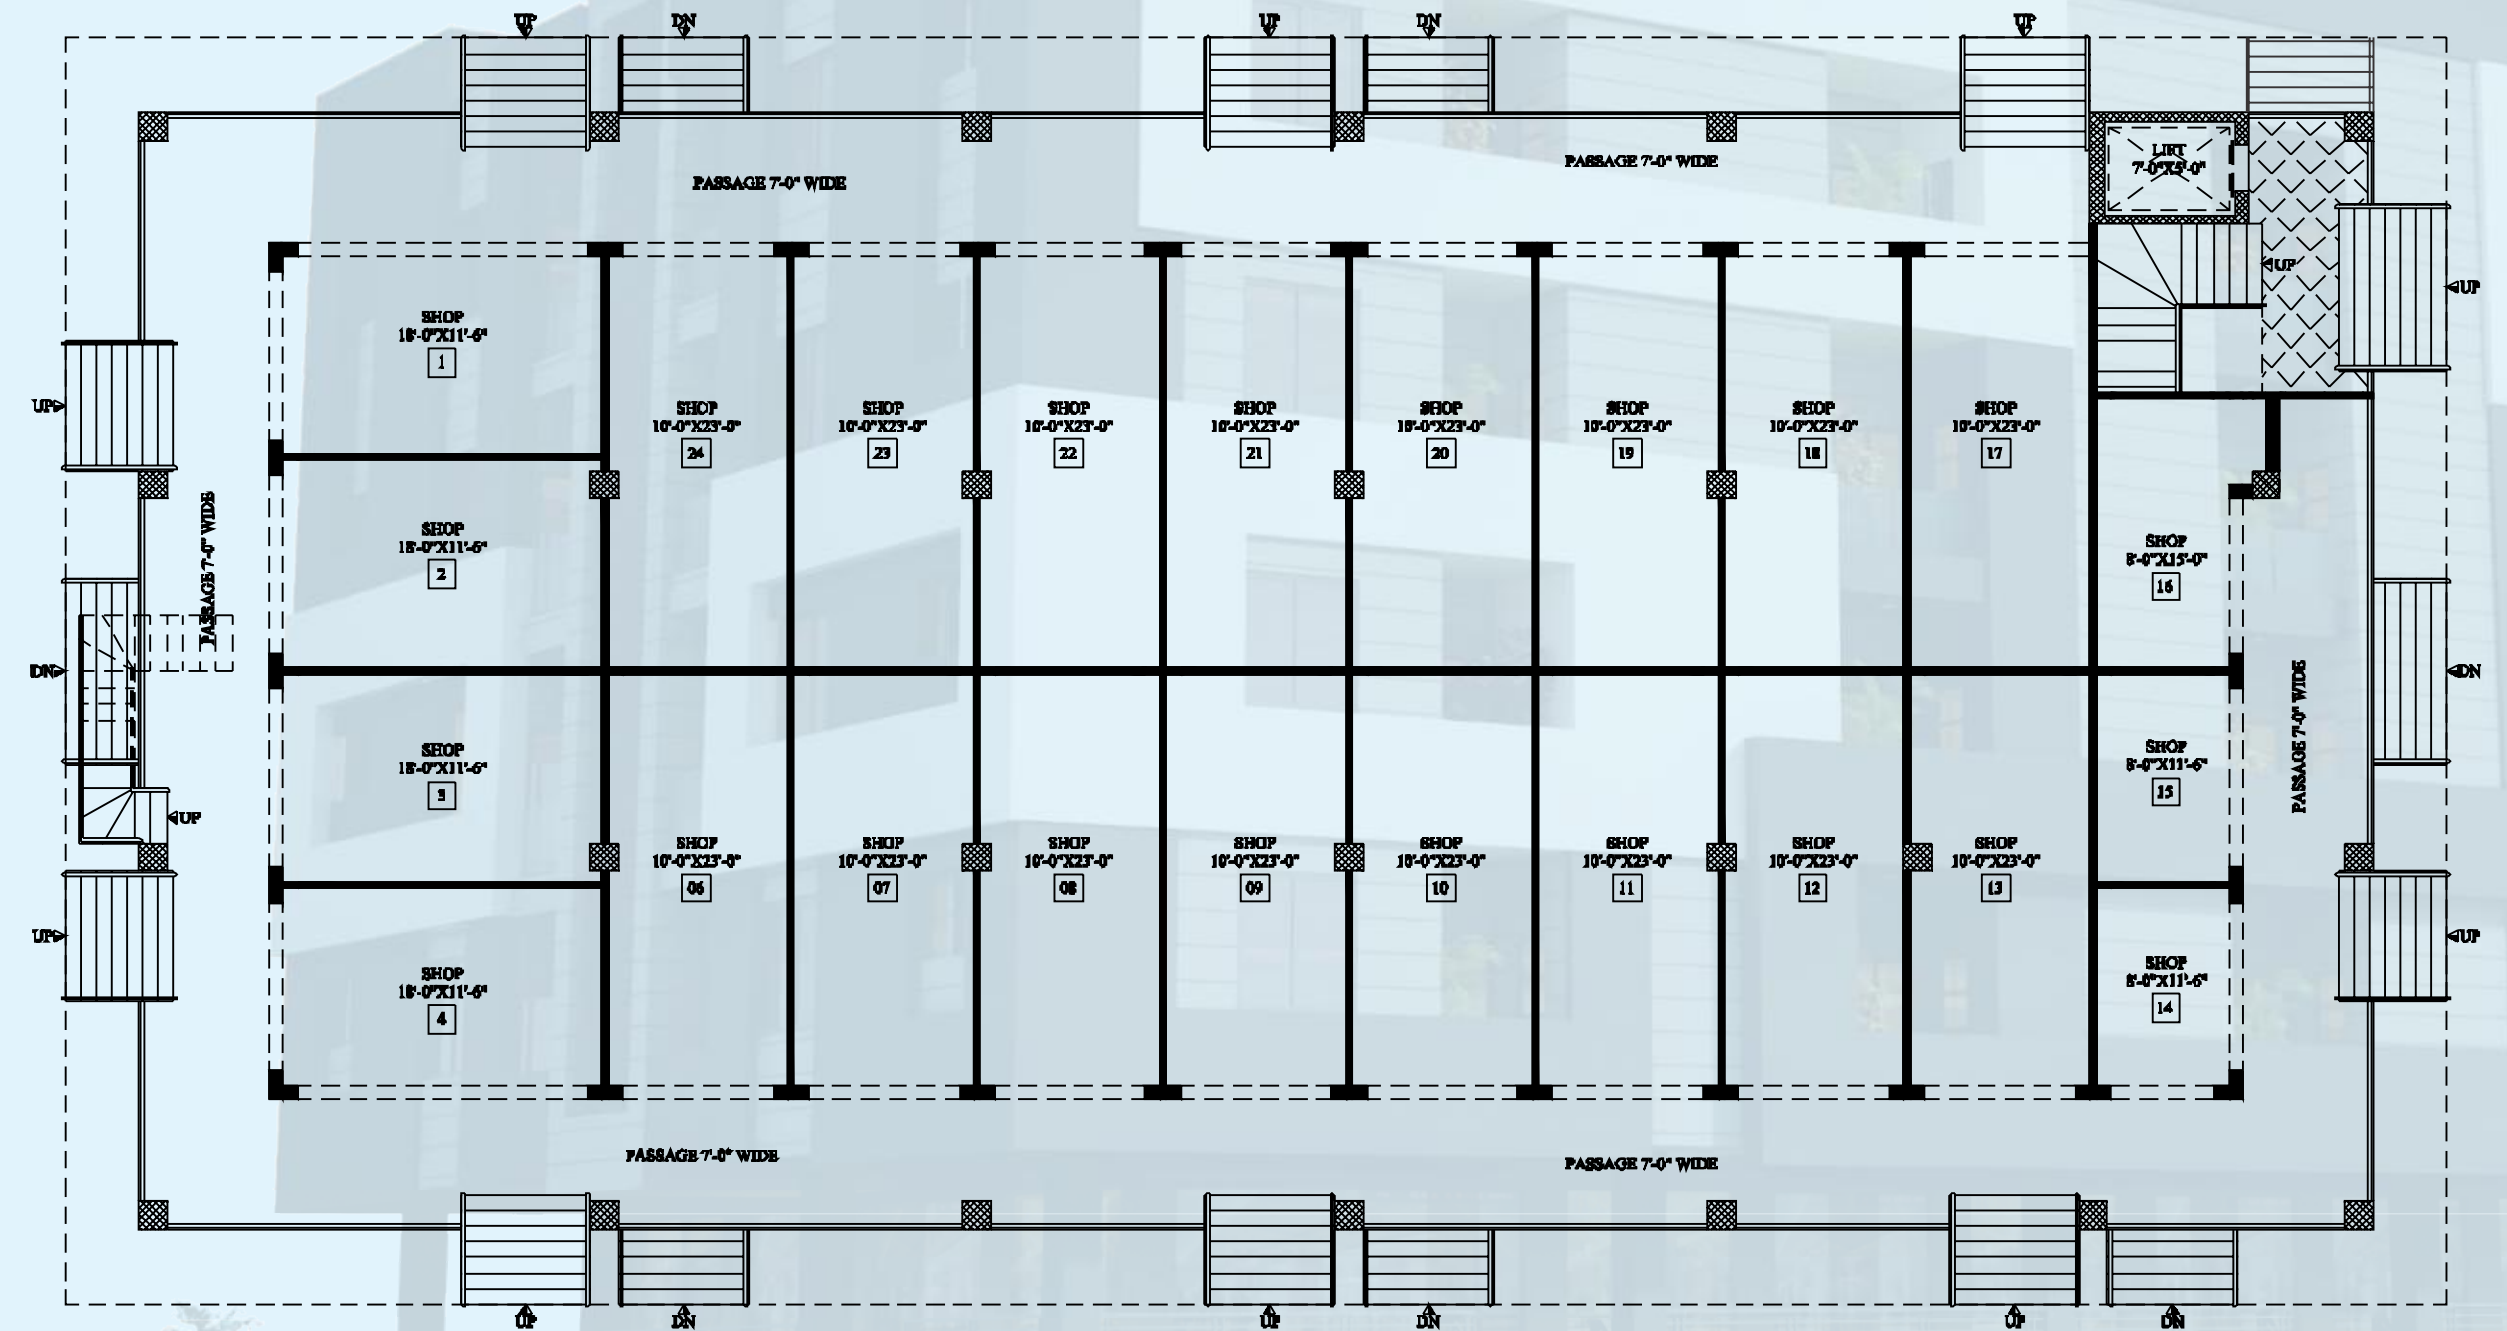 UP DN UP DN UP
PASSAGE 7'-0" WIDE
PASSAGE 7'-0" WIDE
LIFT
7'-0"X5'-0"
UP
UP
SHOP
18'-0"X11'-6"
1
UP
SHOP
10'-0"X23'-0"
24
SHOP
10'-0"X23'-0"
23
SHOP
10'-0"X23'-0"
22
SHOP
10'-0"X23'-0"
21
SHOP
10'-0"X23'-0"
20
SHOP
10'-0"X23'-0"
19
SHOP
10'-0"X23'-0"
18
SHOP
10'-0"X23'-0"
17
PASSAGE 7'-0" WIDE
SHOP
18'-0"X11'-6"
2
SHOP
8'-0"X15'-0"
16
DN
DN
PASSAGE 7'-0" WIDE
SHOP
18'-0"X11'-6"
3
SHOP
8'-0"X11'-6"
15
UP
SHOP
10'-0"X23'-0"
06
SHOP
10'-0"X23'-0"
07
SHOP
10'-0"X23'-0"
08
SHOP
10'-0"X23'-0"
09
SHOP
10'-0"X23'-0"
10
SHOP
10'-0"X23'-0"
11
SHOP
10'-0"X23'-0"
12
SHOP
10'-0"X23'-0"
13
UP
UP
SHOP
18'-0"X11'-6"
4
SHOP
8'-0"X11'-6"
14
PASSAGE 7'-0" WIDE
PASSAGE 7'-0" WIDE
UP DN UP DN UP DN